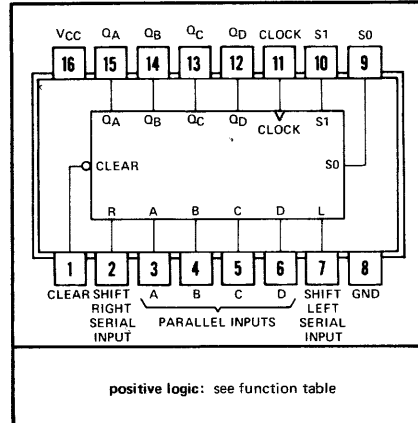 VCC QA QB QC QD CLOCK S1 S0
16 15 14 13 12 11 10 9
QA QB QC QD CLOCK S1
CLEAR S0
R A B C D L
1 2 3 4 5 6 7 8
CLEAR SHIFT RIGHT SERIAL INPUT A B C D SHIFT LEFT SERIAL INPUT GND
PARALLEL INPUTS
positive logic: see function table